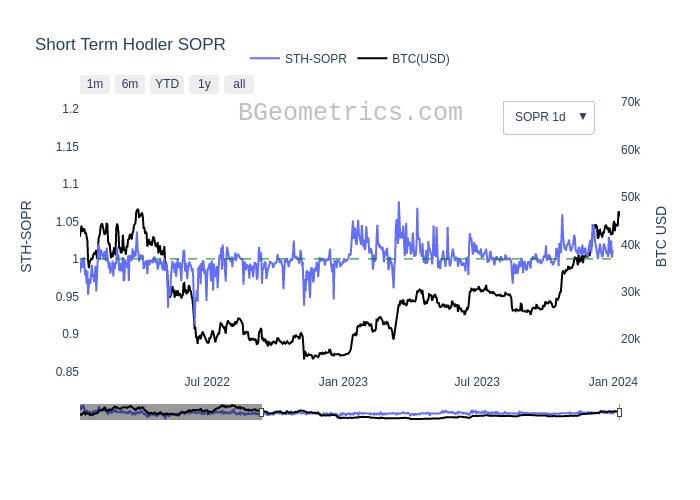 Short Term Hodler SOPR
STH-SOPR
BTC(USD)
1m
6m
YTD
1y
all
BGeometrics.com
SOPR 1d ▼
1.2
1.15
1.1
1.05
1
0.95
0.9
0.85
STH-SOPR
70k
60k
50k
40k
30k
20k
BTC USD
Jul 2022
Jan 2023
Jul 2023
Jan 2024